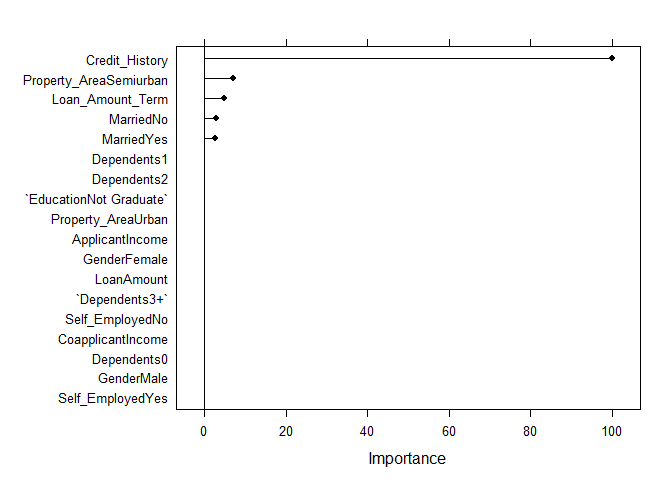 Credit_History
Property_AreaSemiurban
Loan_Amount_Term
MarriedNo
MarriedYes
Dependents1
Dependents2
`EducationNot Graduate`
Property_AreaUrban
ApplicantIncome
GenderFemale
LoanAmount
`Dependents3+`
Self_EmployedNo
CoapplicantIncome
Dependents0
GenderMale
Self_EmployedYes
0 20 40 60 80 100
Importance